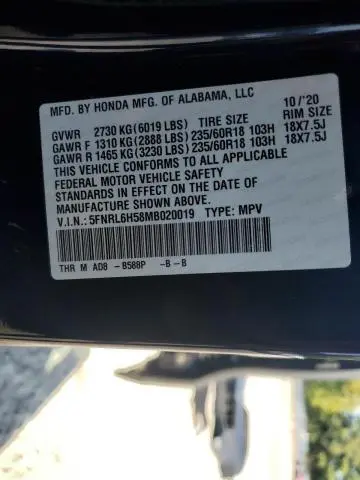 MFD. BY HONDA MFG. OF ALABAMA, LLC 10/'20
GVWR 2730 KG(6019 LBS) TIRE SIZE RIM SIZE
GAWR F 1310 KG(2888 LBS) 235/60R18 103H 18X7.5J
GAWR R 1465 KG(3230 LBS) 235/60R18 103H 18X7.5J
THIS VEHICLE CONFORMS TO ALL APPLICABLE
FEDERAL MOTOR VEHICLE SAFETY
STANDARDS IN EFFECT ON THE DATE OF
MANUFACTURE SHOWN ABOVE.
V.I.N.: 5FNRL6H58MB020019 TYPE: MPV
THR M AD8 -B588P -B-B